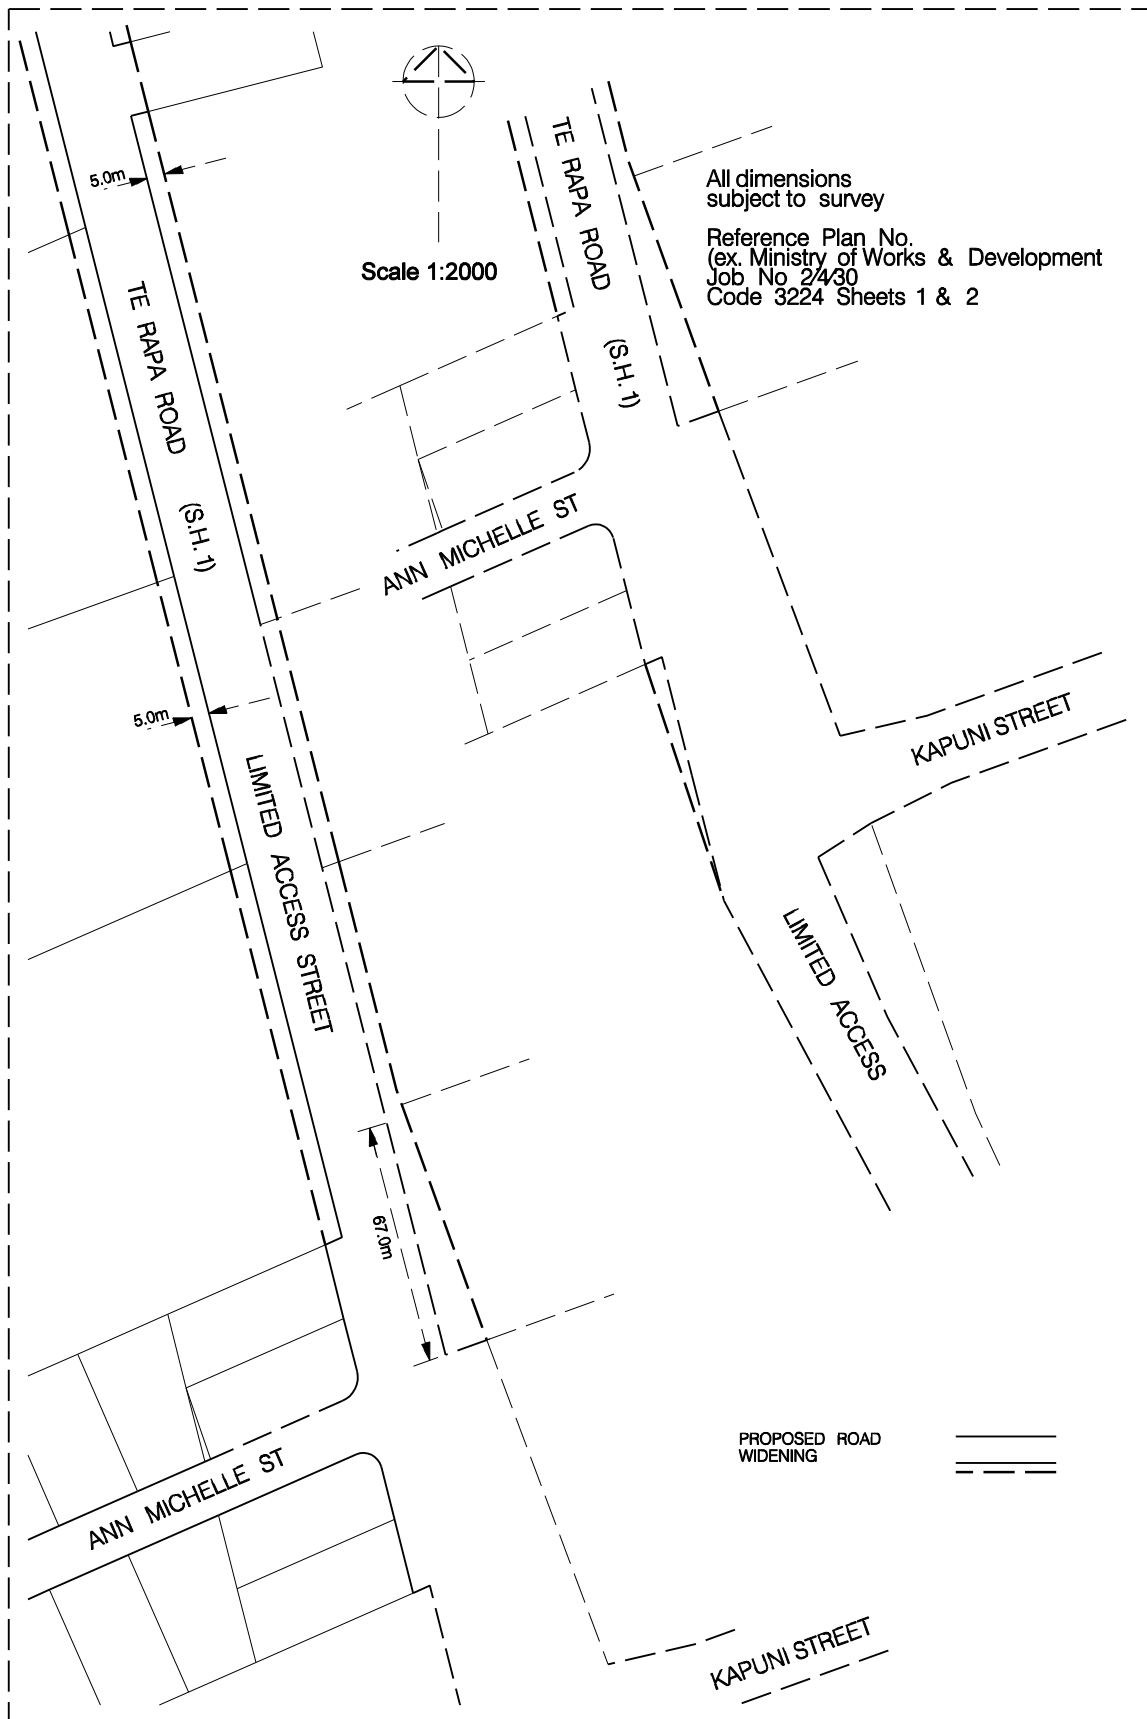 5.0m
TE RAPA ROAD (S.H. 1)
TE RAPA ROAD (S.H. 1)
All dimensions
subject to survey
Reference Plan No.
(ex. Ministry of Works & Development
Job No 2/4/30
Code 3224 Sheets 1 & 2
Scale 1:2000
ANN MICHELLE ST
5.0m
KAPUNI STREET
LIMITED ACCESS STREET
LIMITED ACCESS
67.0m
PROPOSED ROAD
WIDENING
ANN MICHELLE ST
KAPUNI STREET